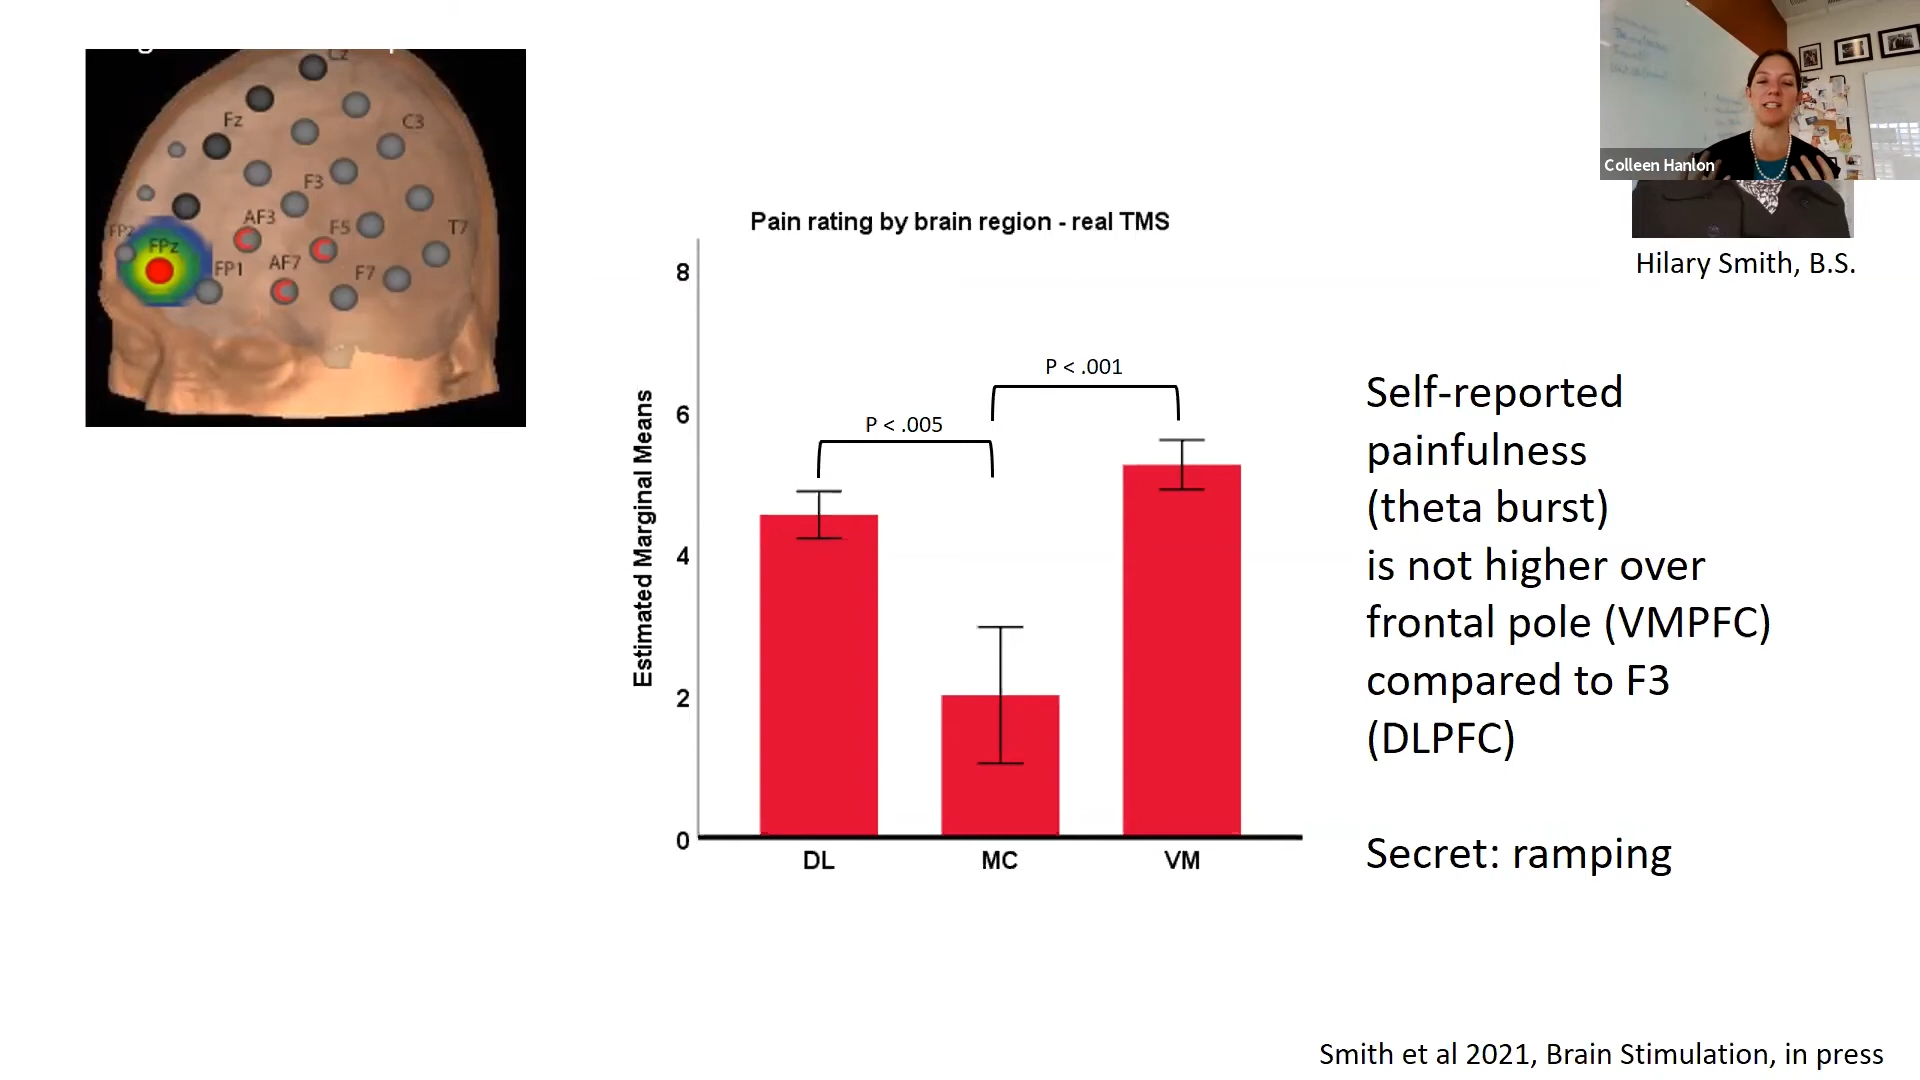 Cz
Fz
C3
F3
AF3
F5
T7
FP2
FPz
AF7
FP1
F7
Colleen Hanlon
Hilary Smith, B.S.
Pain rating by brain region - real TMS
Estimated Marginal Means
8
6
4
2
0
P < .001
P < .005
DL
MC
VM
Self-reported
painfulness
(theta burst)
is not higher over
frontal pole (VMPFC)
compared to F3
(DLPFC)
Secret: ramping
Smith et al 2021, Brain Stimulation, in press